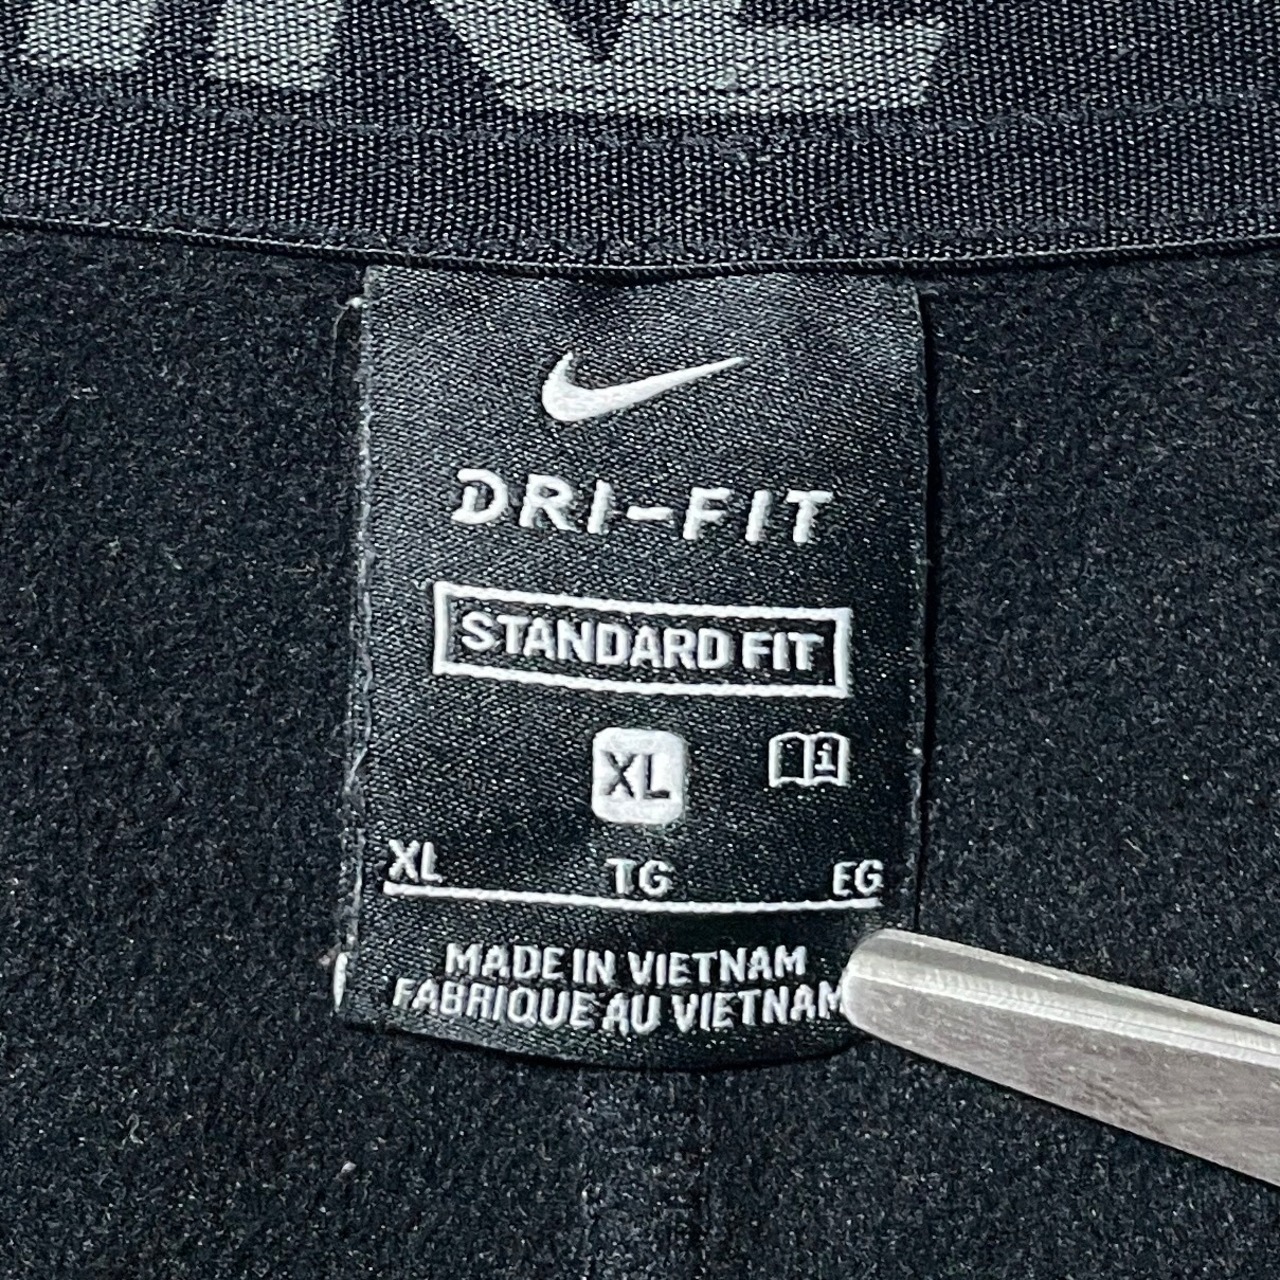 DRI-FIT
STANDARD FIT
XL
i
XL TG EG
MADE IN VIETNAM
FABRIQUE AU VIETNAM